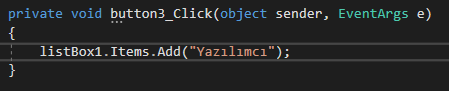 private void button3_Click(object sender, EventArgs e)
{
listBox1.Items.Add("Yazılımcı");
}